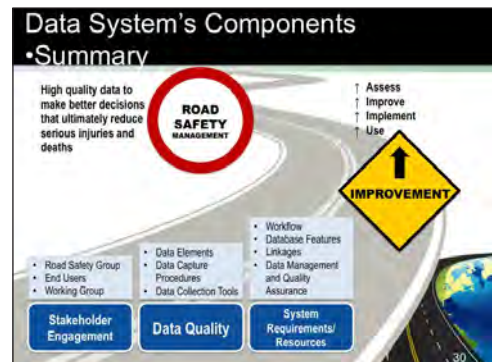 Data System's Components
•Summary
High quality data to
make better decisions
that ultimately reduce
serious injuries and
deaths
ROAD
SAFETY
MANAGEMENT
↑ Assess
↑ Improve
↑ Implement
↑ Use
IMPROVEMENT
• Road Safety Group
• End Users
• Working Group
Stakeholder
Engagement
• Data Elements
• Data Capture
Procedures
• Data Collection Tools
Data Quality
• Workflow
• Database Features
• Linkages
• Data Management
and Quality
Assurance
System
Requirements/
Resources
30